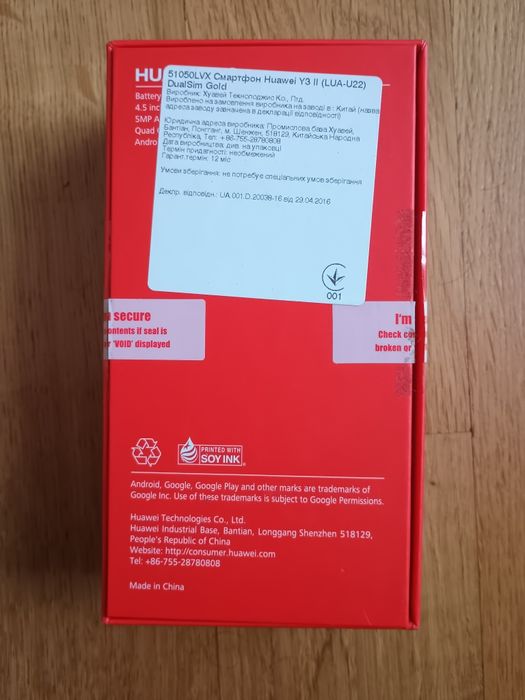 HU
Battery
4.5 inc
5MP A
Quad
Andro
51050LVX Смартфон Huawei Y3 II (LUA-U22)
DualSim Gold
Виробник: Хуавей Текнолоджіс Ко., Лтд.
Вироблено на замовлення виробника на заводі в : Китай (назва
адреса заводу зазначена в декларації відповідності)
Юридична адреса виробника: Промислова база Хуавей,
Бантіан, Лонгганг, м. Шенжен, 518129, Китайська Народна
Республіка, Тел: +86-755-28780808
Дата виробництва: див. на упаковці
Термін придатності: необмежений
Гарант.термін: 12 міс
Умови зберігання: не потребує спеціальних умов зберігання
Декл. відповідн.: UA.001.D.20038-16 від 29.04.2016
001
secure
ontents if seal is
r 'VOID' displayed
I'm
Check co
broken or
PRINTED WITH
SOY INK
Android, Google, Google Play and other marks are trademarks of
Google Inc. Use of these trademarks is subject to Google Permissions.
Huawei Technologies Co., Ltd.
Huawei Industrial Base, Bantian, Longgang Shenzhen 518129,
People's Republic of China
Website: http://consumer.huawei.com
Tel: +86-755-28780808
Made in China